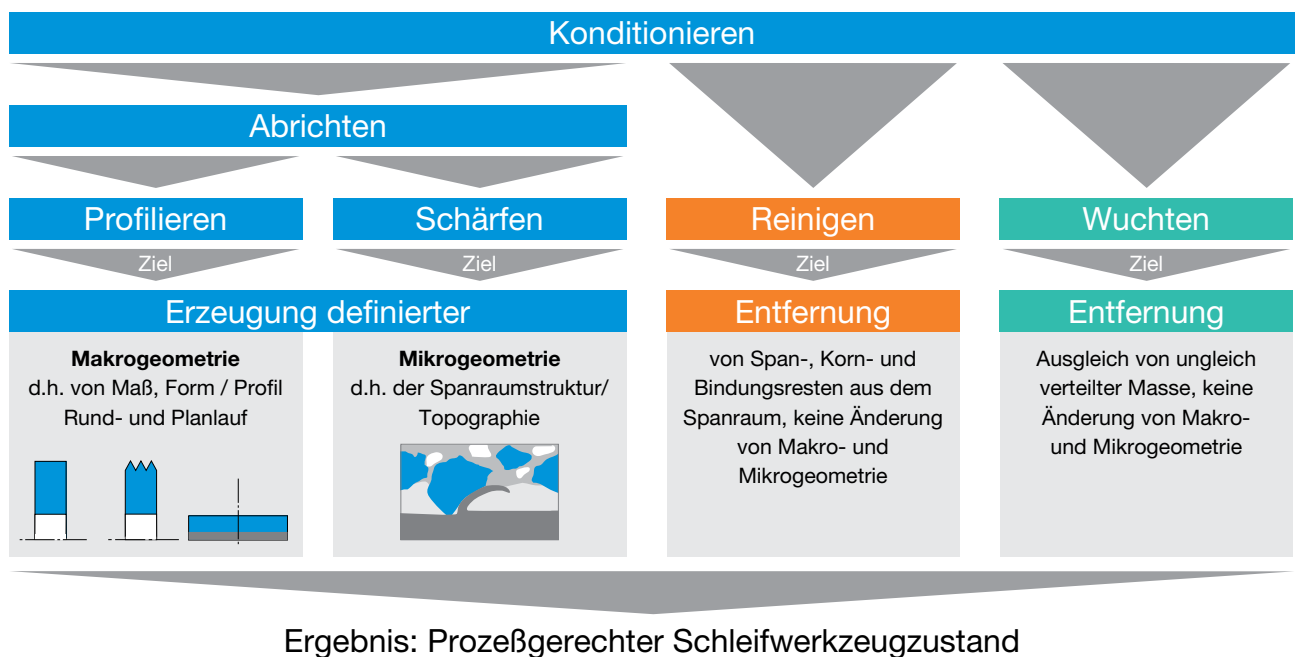 Konditionieren
Abrichten
Profilieren
Schärfen
Reinigen
Wuchten
Ziel
Ziel
Ziel
Ziel
Erzeugung definierter
Entfernung
Entfernung
Makrogeometrie
d.h. von Maß, Form / Profil
Rund- und Planlauf
Mikrogeometrie
d.h. der Spanraumstruktur/
Topographie
von Span-, Korn- und
Bindungsresten aus dem
Spanraum, keine Änderung
von Makro- und
Mikrogeometrie
Ausgleich von ungleich
verteilter Masse, keine
Änderung von Makro-
und Mikrogeometrie
Ergebnis: Prozeßgerechter Schleifwerkzeugzustand